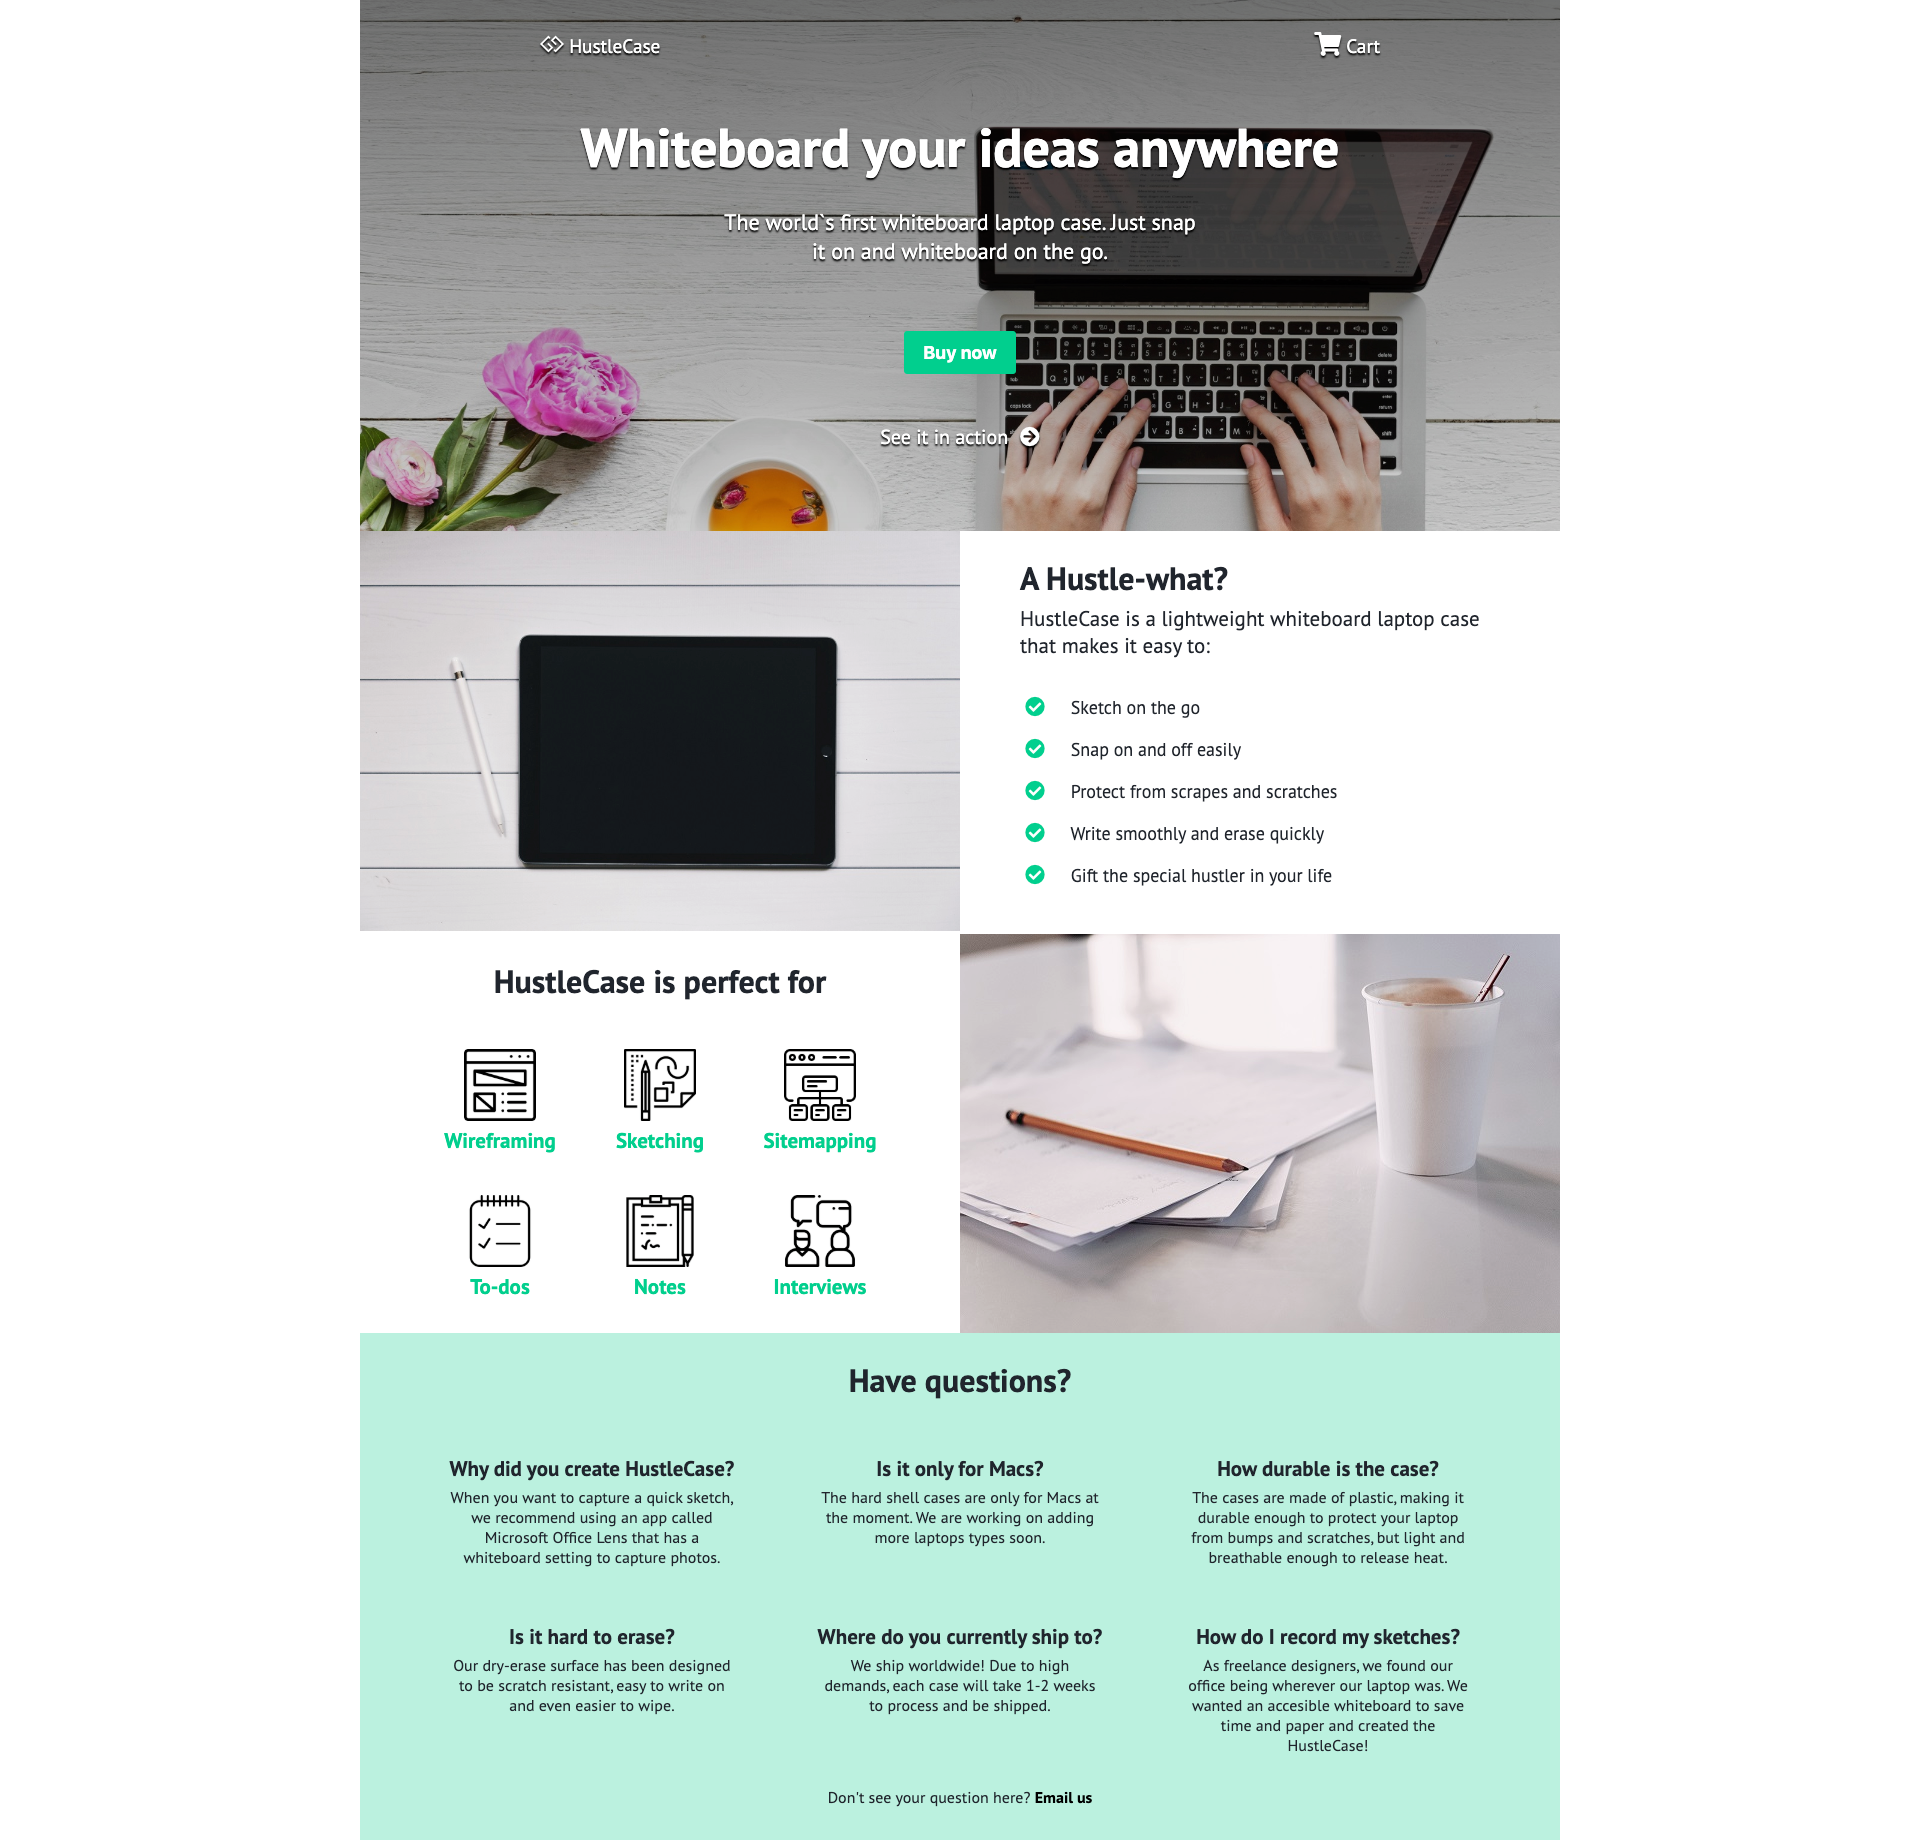 HustleCase
Cart
Whiteboard your ideas anywhere
The world`s first whiteboard laptop case. Just snap
it on and whiteboard on the go.
Buy now
See it in action
A Hustle-what?
HustleCase is a lightweight whiteboard laptop case
that makes it easy to:
Sketch on the go
Snap on and off easily
Protect from scrapes and scratches
Write smoothly and erase quickly
Gift the special hustler in your life
HustleCase is perfect for
Wireframing
Sketching
Sitemapping
To-dos
Notes
Interviews
Have questions?
Why did you create HustleCase?
When you want to capture a quick sketch,
we recommend using an app called
Microsoft Office Lens that has a
whiteboard setting to capture photos.
Is it only for Macs?
The hard shell cases are only for Macs at
the moment. We are working on adding
more laptops types soon.
How durable is the case?
The cases are made of plastic, making it
durable enough to protect your laptop
from bumps and scratches, but light and
breathable enough to release heat.
Is it hard to erase?
Our dry-erase surface has been designed
to be scratch resistant, easy to write on
and even easier to wipe.
Where do you currently ship to?
We ship worldwide! Due to high
demands, each case will take 1-2 weeks
to process and be shipped.
How do I record my sketches?
As freelance designers, we found our
office being wherever our laptop was. We
wanted an accesible whiteboard to save
time and paper and created the
HustleCase!
Don't see your question here? Email us